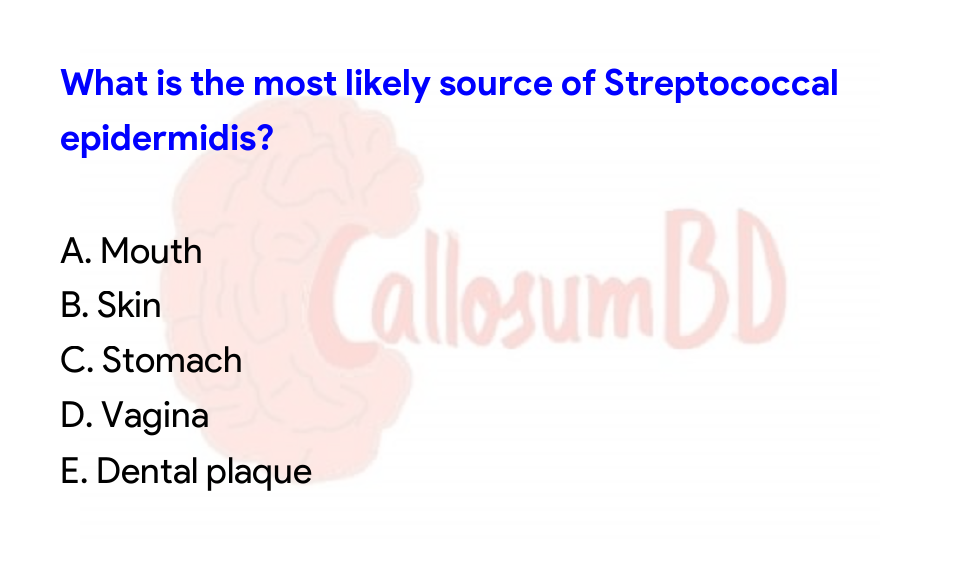 What is the most likely source of Streptococcal
epidermidis?
A. Mouth
B. Skin
C. Stomach
D. Vagina
E. Dental plaque
CallosumBD